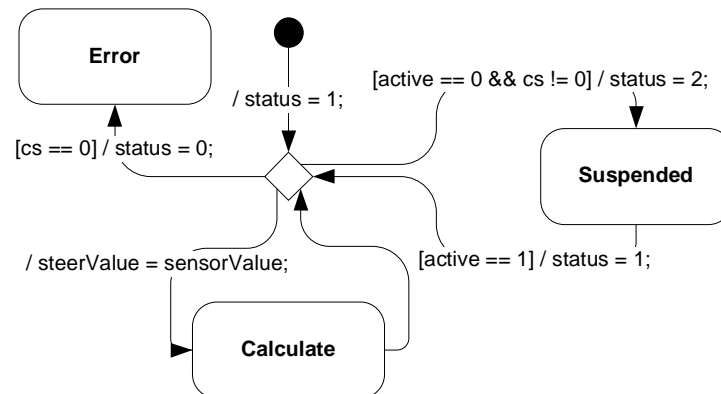 Error
/ status = 1;
[active == 0 && cs != 0] / status = 2;
[cs == 0] / status = 0;
Suspended
/ steerValue = sensorValue;
[active == 1] / status = 1;
Calculate